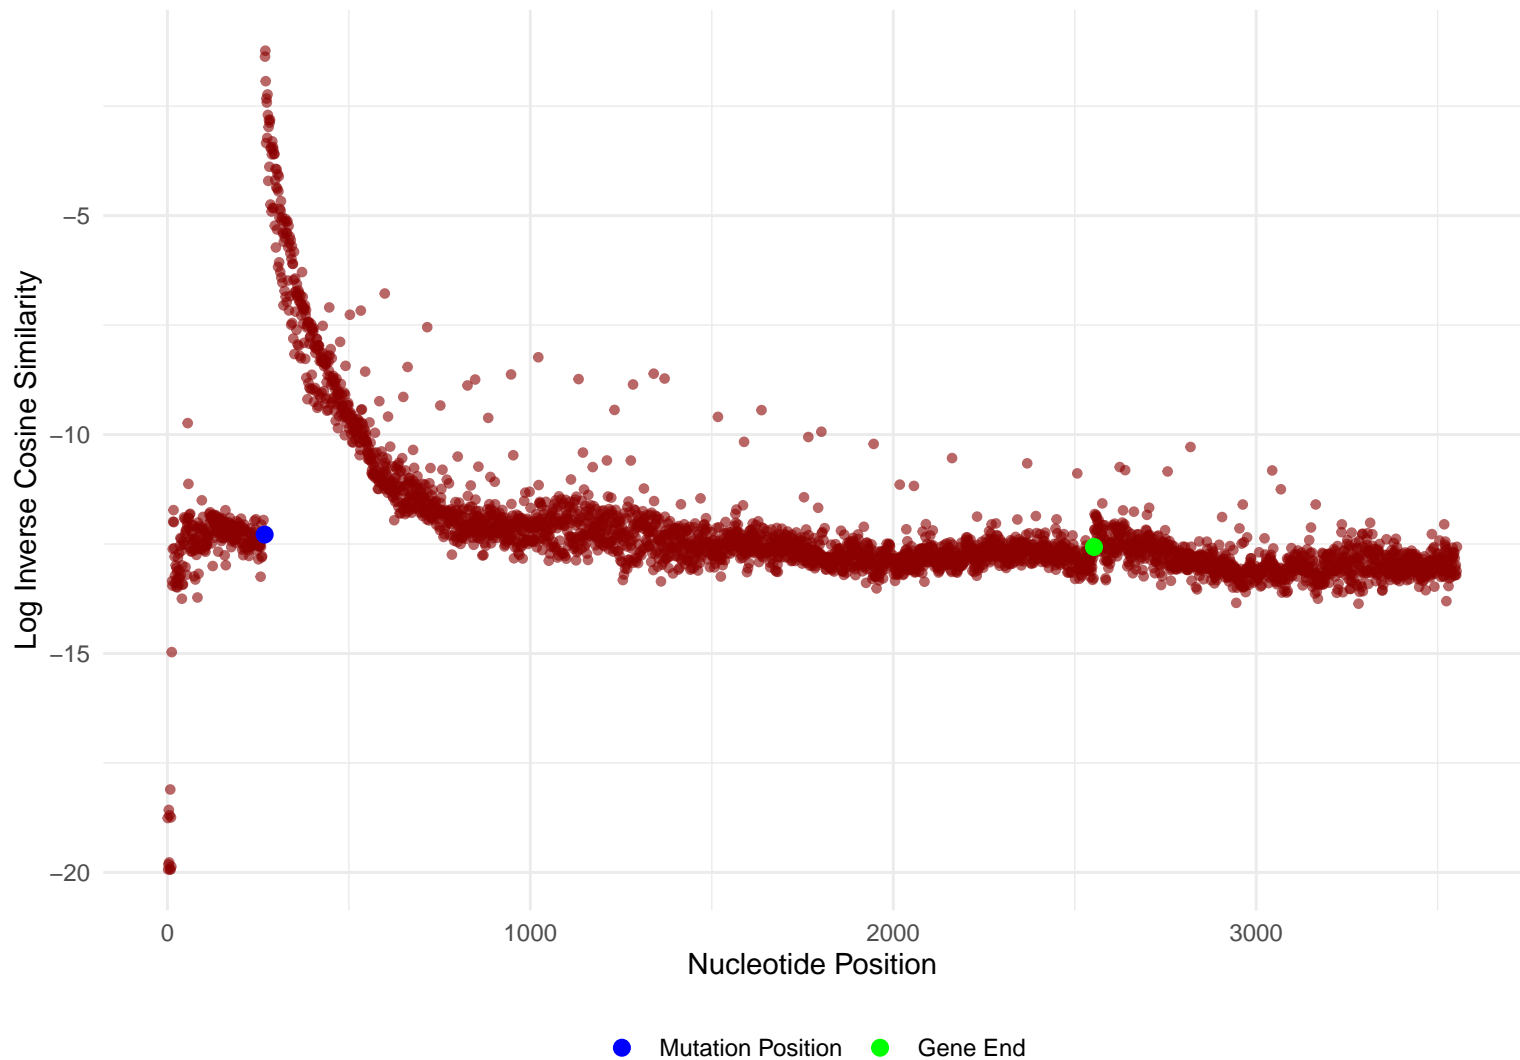 Log Inverse Cosine Similarity
−5
−10
−15
−20
0 1000 2000 3000
Nucleotide Position
Mutation Position Gene End